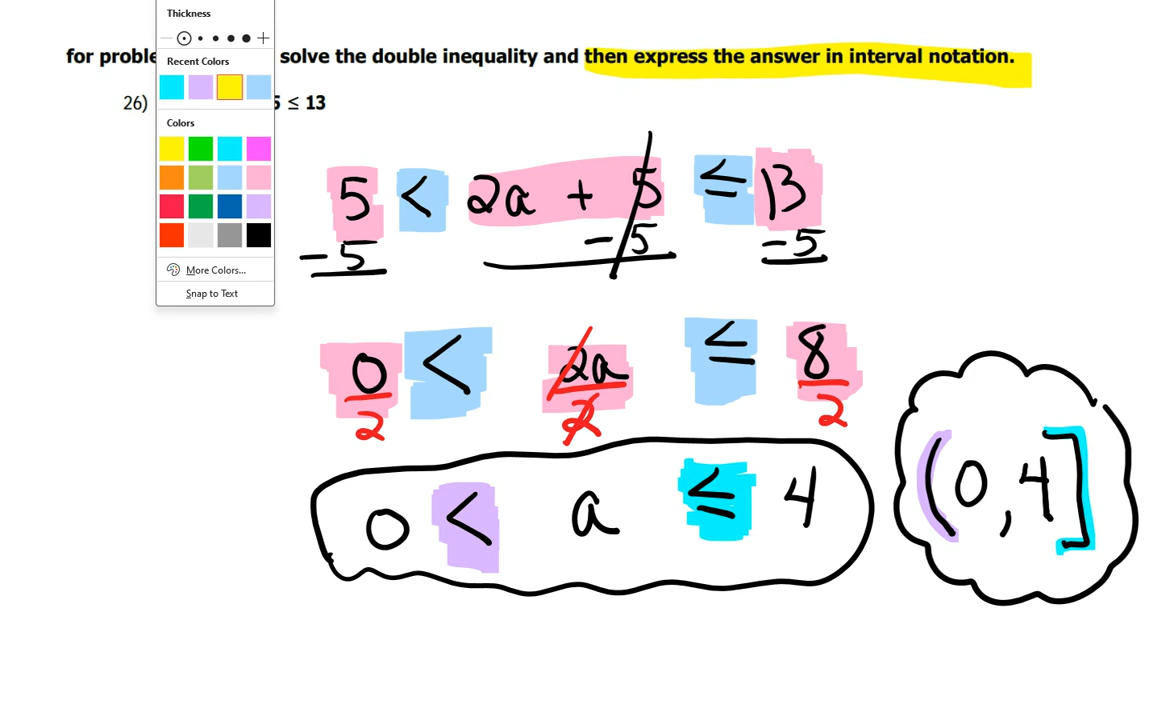 Thickness
for proble solve the double inequality and then express the answer in interval notation.
Recent Colors
26) 5 ≤ 13
Colors
5 < 2a + 5 ≤ 13
− 5 − 5 − 5
More Colors...
Snap to Text
0 < 2a ≤ 8
2 2 2
0 < a ≤ 4
(0, 4]